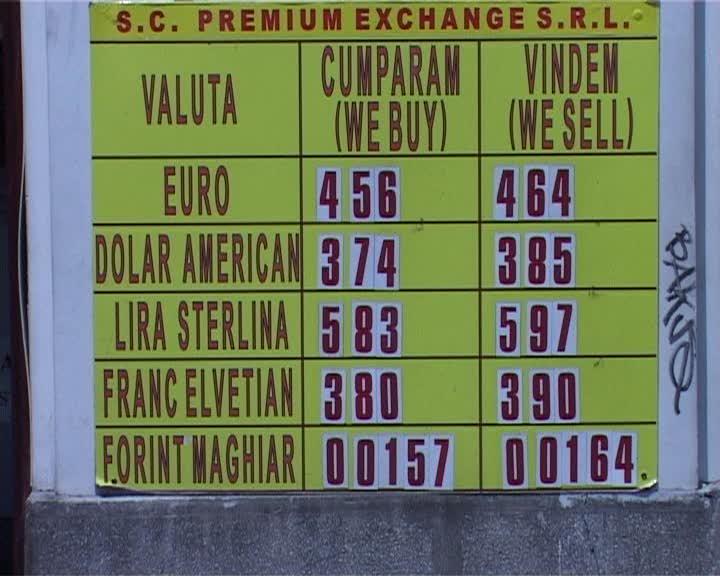 S.C. PREMIUM EXCHANGE S.R.L.
VALUTA CUMPARAM (WE BUY) VINDEM (WE SELL)
EURO 456 464
DOLAR AMERICAN 374 385
LIRA STERLINA 583 597
FRANC ELVETIAN 380 390
FORINT MAGHIAR 00157 00164